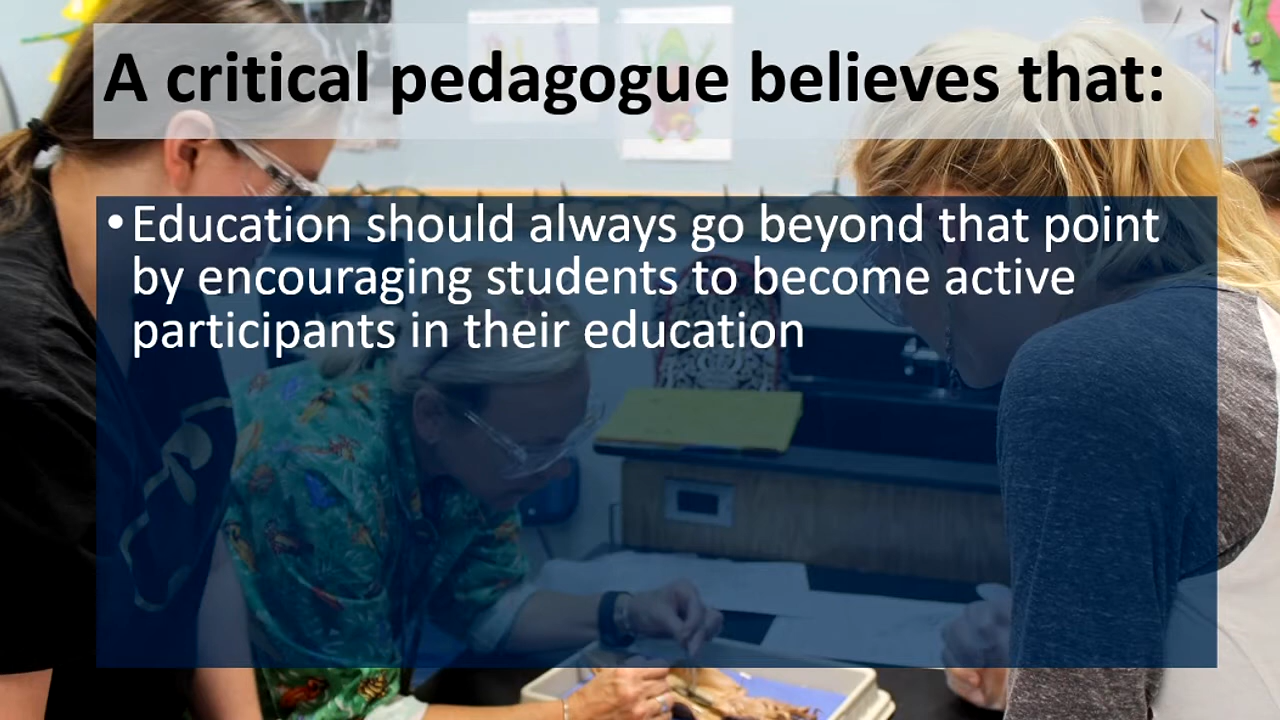 A critical pedagogue believes that:
• Education should always go beyond that point
by encouraging students to become active
participants in their education